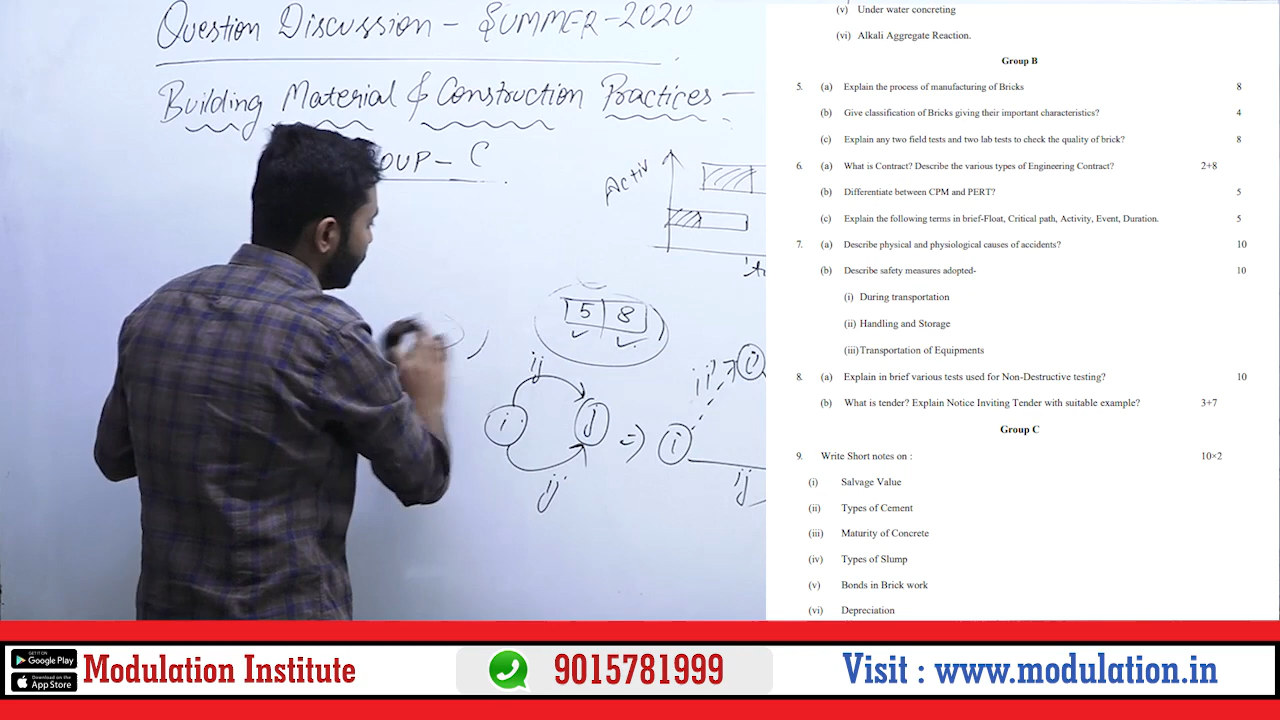 Question Discussion - SUMMER-2020
Building Material & Construction Practices -
OUP - C
Activ
5 8
ij
i j =)
ij
ij
i
i
ij
(v) Under water concreting
(vi) Alkali Aggregate Reaction.
Group B
5. (a) Explain the process of manufacturing of Bricks 8
(b) Give classification of Bricks giving their important characteristics? 4
(c) Explain any two field tests and two lab tests to check the quality of brick? 8
6. (a) What is Contract? Describe the various types of Engineering Contract? 2+8
(b) Differentiate between CPM and PERT? 5
(c) Explain the following terms in brief-Float, Critical path, Activity, Event, Duration. 5
7. (a) Describe physical and physiological causes of accidents? 10
(b) Describe safety measures adopted- 10
(i) During transportation
(ii) Handling and Storage
(iii)Transportation of Equipments
8. (a) Explain in brief various tests used for Non-Destructive testing? 10
(b) What is tender? Explain Notice Inviting Tender with suitable example? 3+7
Group C
9. Write Short notes on : 10×2
(i) Salvage Value
(ii) Types of Cement
(iii) Maturity of Concrete
(iv) Types of Slump
(v) Bonds in Brick work
(vi) Depreciation
GET IT ON
Google Play
Download on the
App Store
Modulation Institute
9015781999
Visit : www.modulation.in